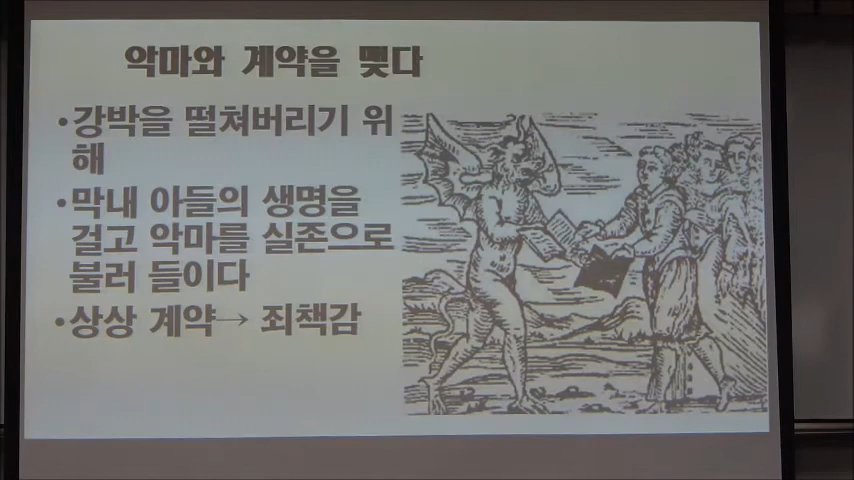 악마와 계약을 맺다
•강박을 떨쳐버리기 위
해
•막내 아들의 생명을
걸고 악마를 실존으로
불러 들이다
•상상 계약→ 죄책감